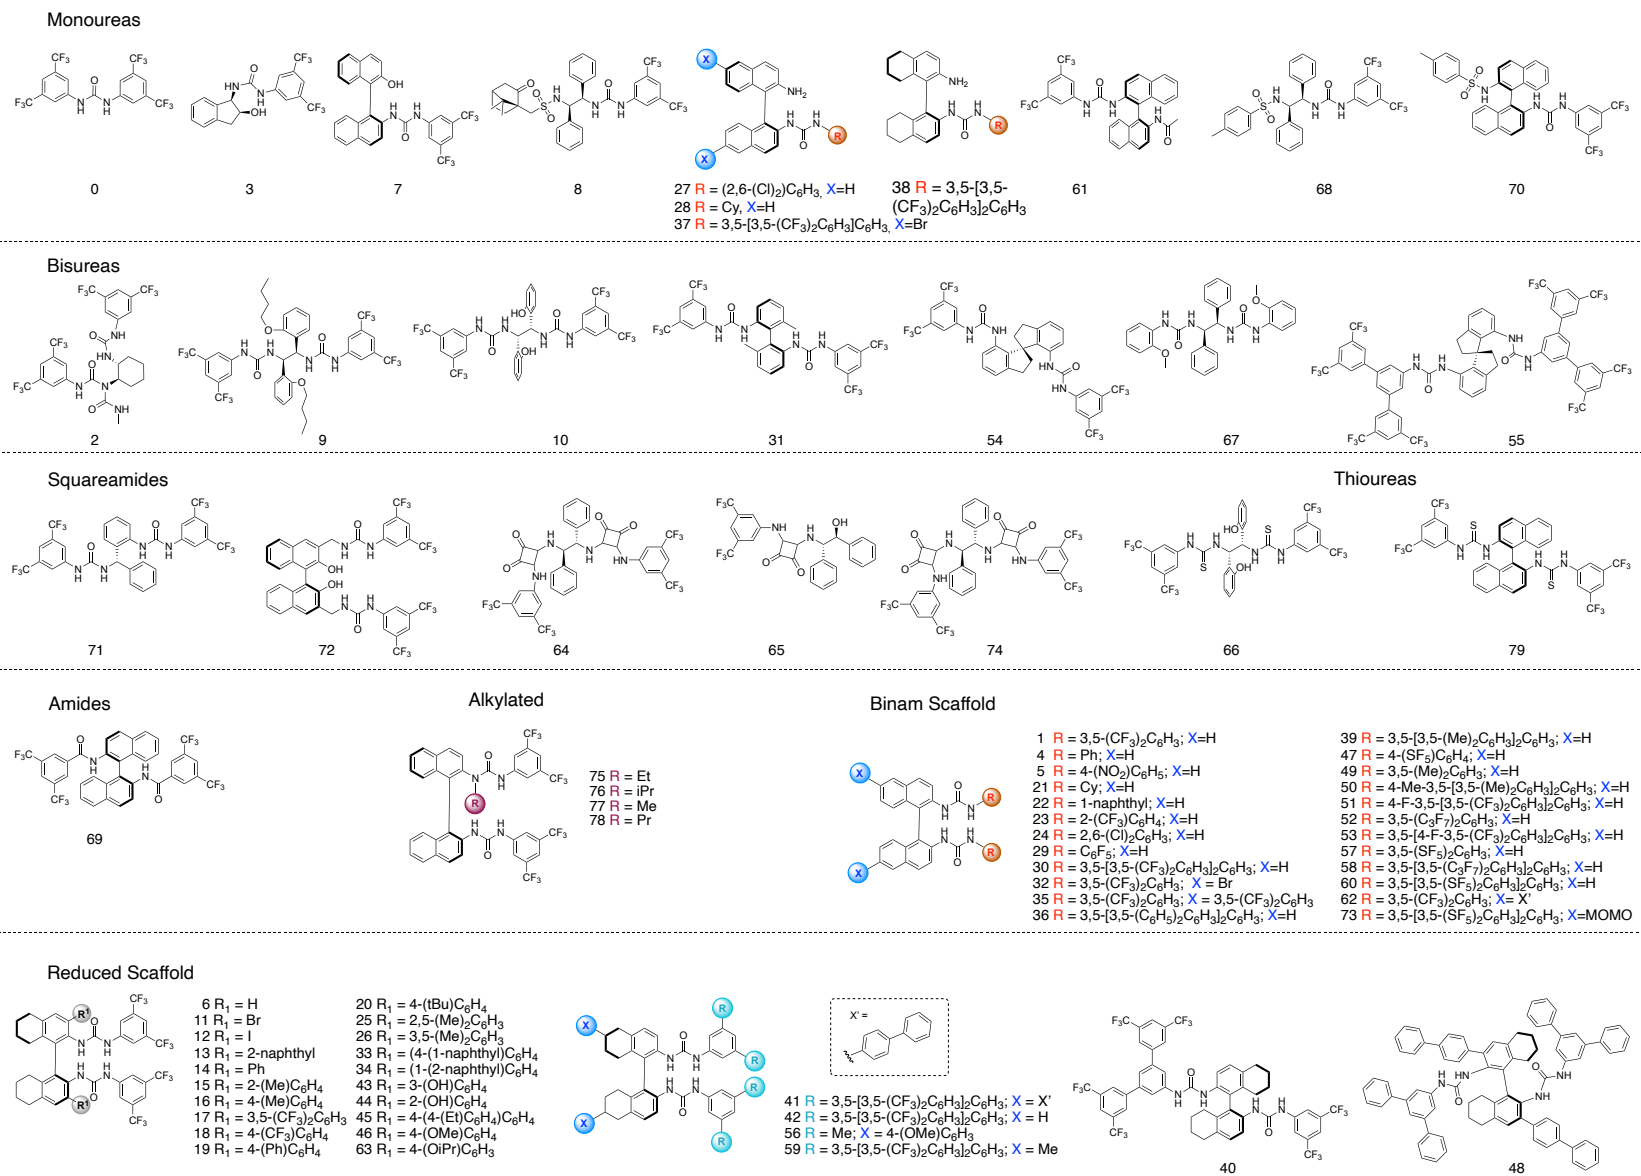 Monoureas
0
3
7
8
27 R = (2,6-(Cl)₂)C₆H₃, X=H
28 R = Cy, X=H
37 R = 3,5-[3,5-(CF₃)₂C₆H₃]C₆H₃, X=Br
38 R = 3,5-[3,5-
(CF₃)₂C₆H₃]₂C₆H₃
61
68
70
Bisureas
2
9
10
31
54
67
55
Squareamides
Thioureas
71
72
64
65
74
66
79
Amides
69
Alkylated
75 R = Et
76 R = iPr
77 R = Me
78 R = Pr
Binam Scaffold
1 R = 3,5-(CF₃)₂C₆H₃; X=H
4 R = Ph; X=H
5 R = 4-(NO₂)C₆H₅; X=H
21 R = Cy; X=H
22 R = 1-naphthyl; X=H
23 R = 2-(CF₃)C₆H₄; X=H
24 R = 2,6-(Cl)₂C₆H₃; X=H
29 R = C₆F₅; X=H
30 R = 3,5-[3,5-(CF₃)₂C₆H₃]₂C₆H₃; X=H
32 R = 3,5-(CF₃)₂C₆H₃; X = Br
35 R = 3,5-(CF₃)₂C₆H₃; X = 3,5-(CF₃)₂C₆H₃
36 R = 3,5-[3,5-(C₆H₅)₂C₆H₃]₂C₆H₃; X=H
39 R = 3,5-[3,5-(Me)₂C₆H₃]₂C₆H₃; X=H
47 R = 4-(SF₅)C₆H₄; X=H
49 R = 3,5-(Me)₂C₆H₃; X=H
50 R = 4-Me-3,5-[3,5-(Me)₂C₆H₃]₂C₆H₃; X=H
51 R = 4-F-3,5-[3,5-(CF₃)₂C₆H₃]₂C₆H₃; X=H
52 R = 3,5-(C₃F₇)₂C₆H₃; X=H
53 R = 3,5-[4-F-3,5-(CF₃)₂C₆H₃]₂C₆H₃; X=H
57 R = 3,5-(SF₅)₂C₆H₃; X=H
58 R = 3,5-[3,5-(C₃F₇)₂C₆H₃]₂C₆H₃; X=H
60 R = 3,5-[3,5-(SF₅)₂C₆H₃]₂C₆H₃; X=H
62 R = 3,5-(CF₃)₂C₆H₃; X= X'
73 R = 3,5-[3,5-(SF₅)₂C₆H₃]₂C₆H₃; X=MOMO
Reduced Scaffold
6 R₁ = H
11 R₁ = Br
12 R₁ = I
13 R₁ = 2-naphthyl
14 R₁ = Ph
15 R₁ = 2-(Me)C₆H₄
16 R₁ = 4-(Me)C₆H₄
17 R₁ = 3,5-(CF₃)₂C₆H₃
18 R₁ = 4-(CF₃)C₆H₄
19 R₁ = 4-(Ph)C₆H₄
20 R₁ = 4-(tBu)C₆H₄
25 R₁ = 2,5-(Me)₂C₆H₃
26 R₁ = 3,5-(Me)₂C₆H₃
33 R₁ = (4-(1-naphthyl)C₆H₄
34 R₁ = (1-(2-naphthyl)C₆H₄
43 R₁ = 3-(OH)C₆H₄
44 R₁ = 2-(OH)C₆H₄
45 R₁ = 4-(4-(Et)C₆H₄)C₆H₄
46 R₁ = 4-(OMe)C₆H₄
63 R₁ = 4-(OiPr)C₆H₃
X' =
41 R = 3,5-[3,5-(CF₃)₂C₆H₃]₂C₆H₃; X = X'
42 R = 3,5-[3,5-(CF₃)₂C₆H₃]₂C₆H₃; X = H
56 R = Me; X = 4-(OMe)C₆H₃
59 R = 3,5-[3,5-(CF₃)₂C₆H₃]₂C₆H₃; X = Me
40
48